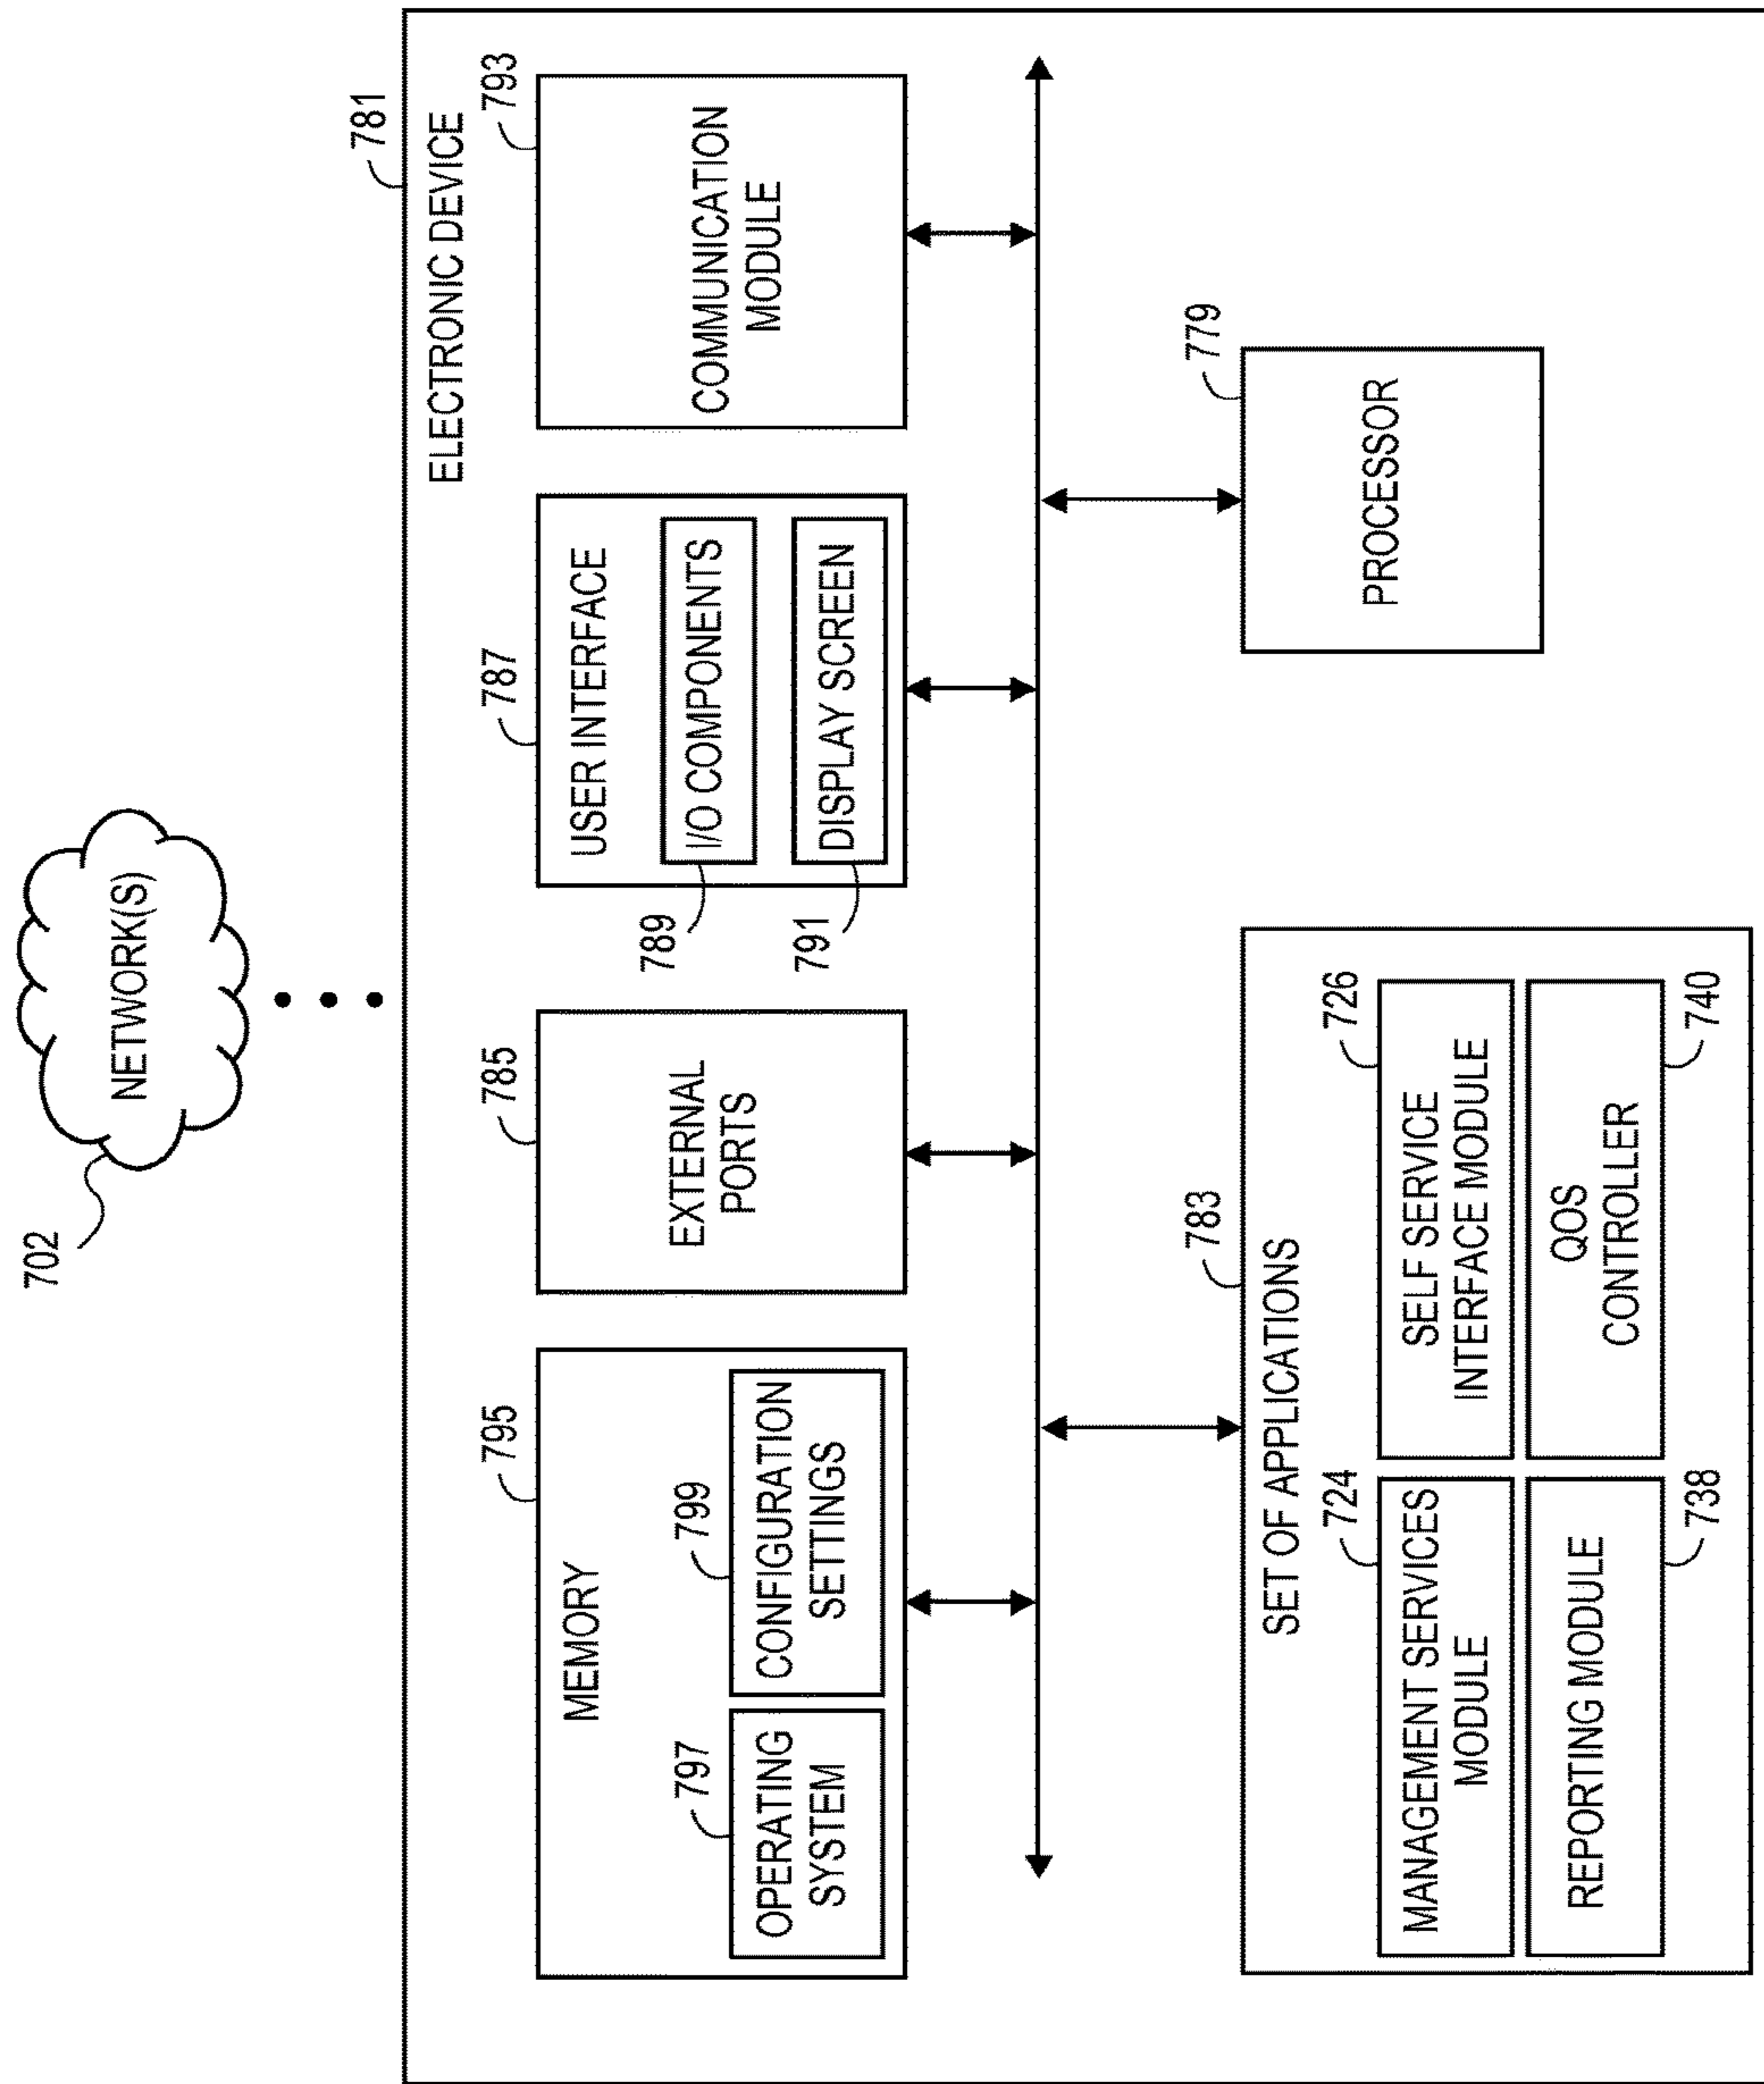 NETWORK(S)
702
781
ELECTRONIC DEVICE
795
MEMORY
797
OPERATING
SYSTEM
799
CONFIGURATION
SETTINGS
785
EXTERNAL
PORTS
787
USER INTERFACE
789
I/O COMPONENTS
791
DISPLAY SCREEN
793
COMMUNICATION
MODULE
783
SET OF APPLICATIONS
724
MANAGEMENT SERVICES
MODULE
726
SELF SERVICE
INTERFACE MODULE
REPORTING MODULE
738
QOS
CONTROLLER
740
779
PROCESSOR